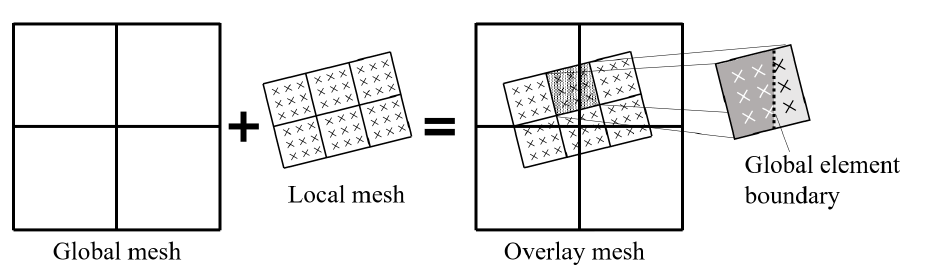 +
=
Local mesh
Global element
boundary
Global mesh
Overlay mesh